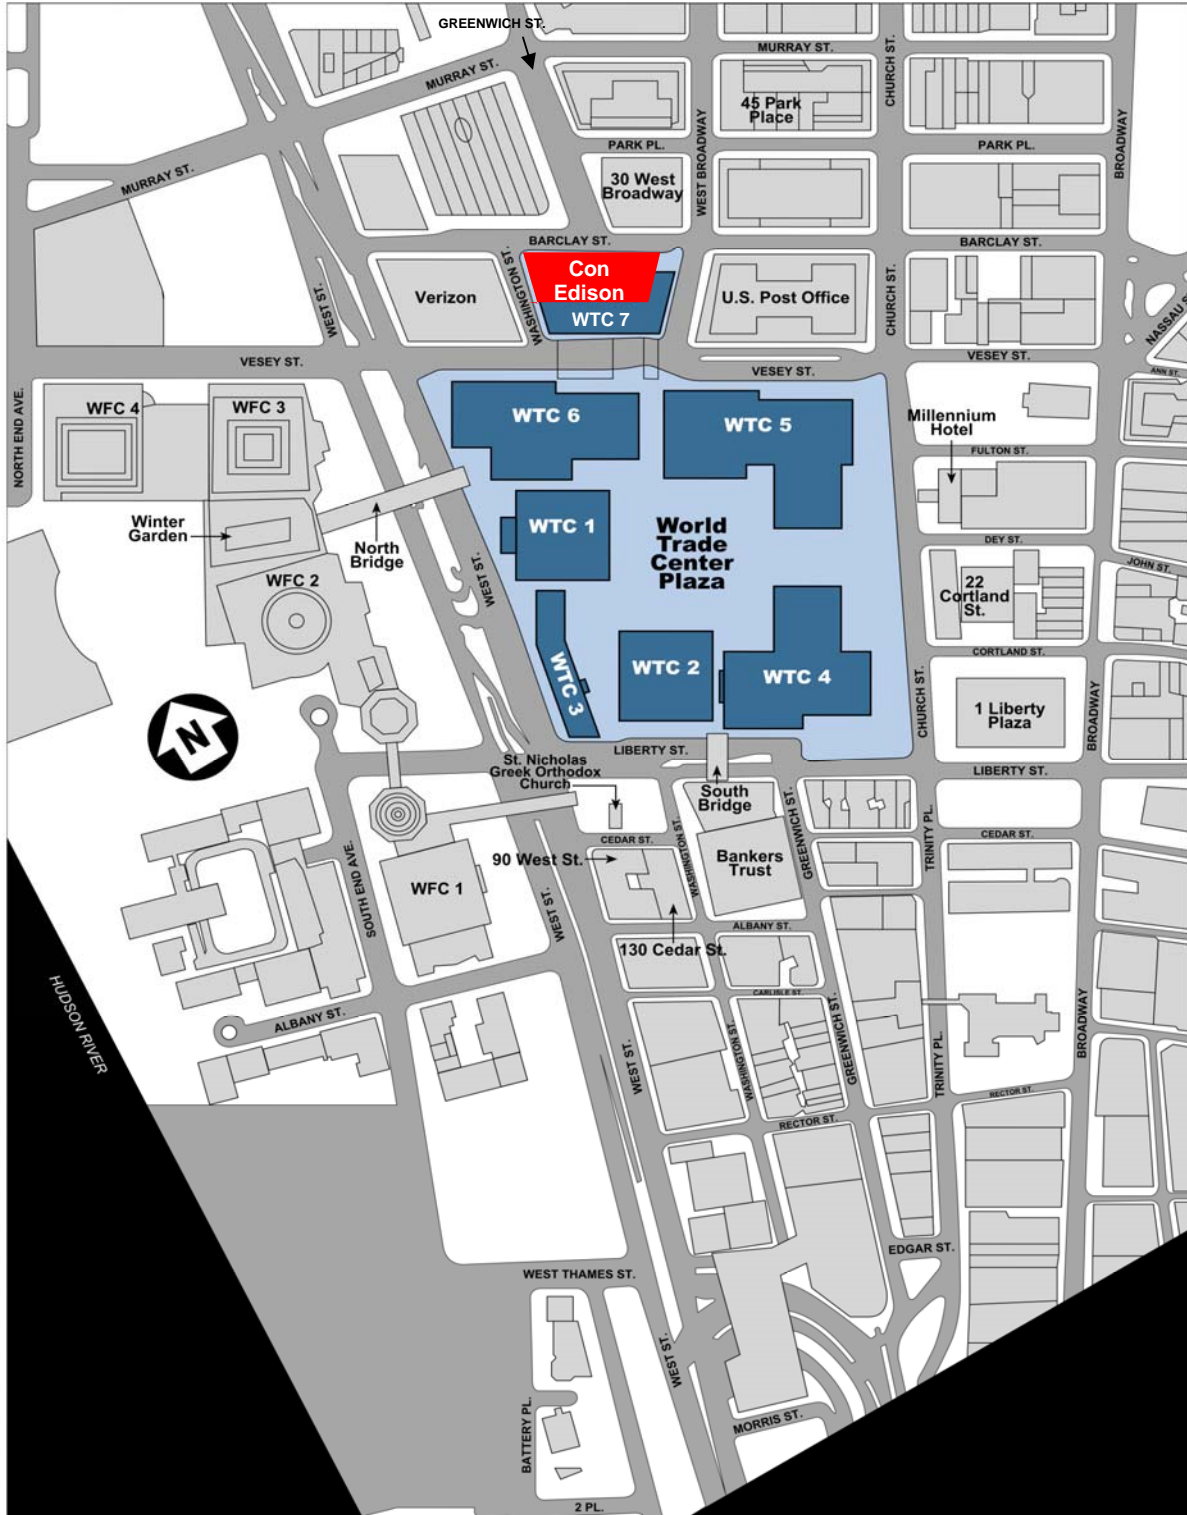 GREENWICH ST.
MURRAY ST.
CHURCH ST.
MURRAY ST.
45 Park
Place
BROADWAY
PARK PL.
PARK PL.
WEST BROADWAY
MURRAY ST.
30 West
Broadway
BARCLAY ST.
BARCLAY ST.
WASHINGTON ST.
Con
Edison
WTC 7
Verizon
U.S. Post Office
CHURCH ST.
WEST ST.
NASSAU S
VESEY ST.
VESEY ST.
VESEY ST.
ANN ST.
NORTH END AVE.
WFC 4
WFC 3
WTC 6
WTC 5
Millennium
Hotel
FULTON ST.
Winter
Garden
North
Bridge
WTC 1
World
Trade
Center
Plaza
DEY ST.
JOHN ST.
WEST ST.
WFC 2
22
Cortland
St.
CORTLAND ST.
WTC 3
WTC 2
WTC 4
CHURCH ST.
1 Liberty
Plaza
BROADWAY
N
LIBERTY ST.
LIBERTY ST.
St. Nicholas
Greek Orthodox
Church
South
Bridge
GREENWICH ST.
TRINITY PL.
CEDAR ST.
CEDAR ST.
WASHINGTON ST.
90 West St.
Bankers
Trust
SOUTH END AVE.
WFC 1
WEST ST.
ALBANY ST.
130 Cedar St.
CARLISLE ST.
HUDSON RIVER
ALBANY ST.
WEST ST.
WASHINGTON ST.
GREENWICH ST.
TRINITY PL.
BROADWAY
RECTOR ST.
RECTOR ST.
EDGAR ST.
WEST THAMES ST.
WEST ST.
BATTERY PL.
MORRIS ST.
2 PL.